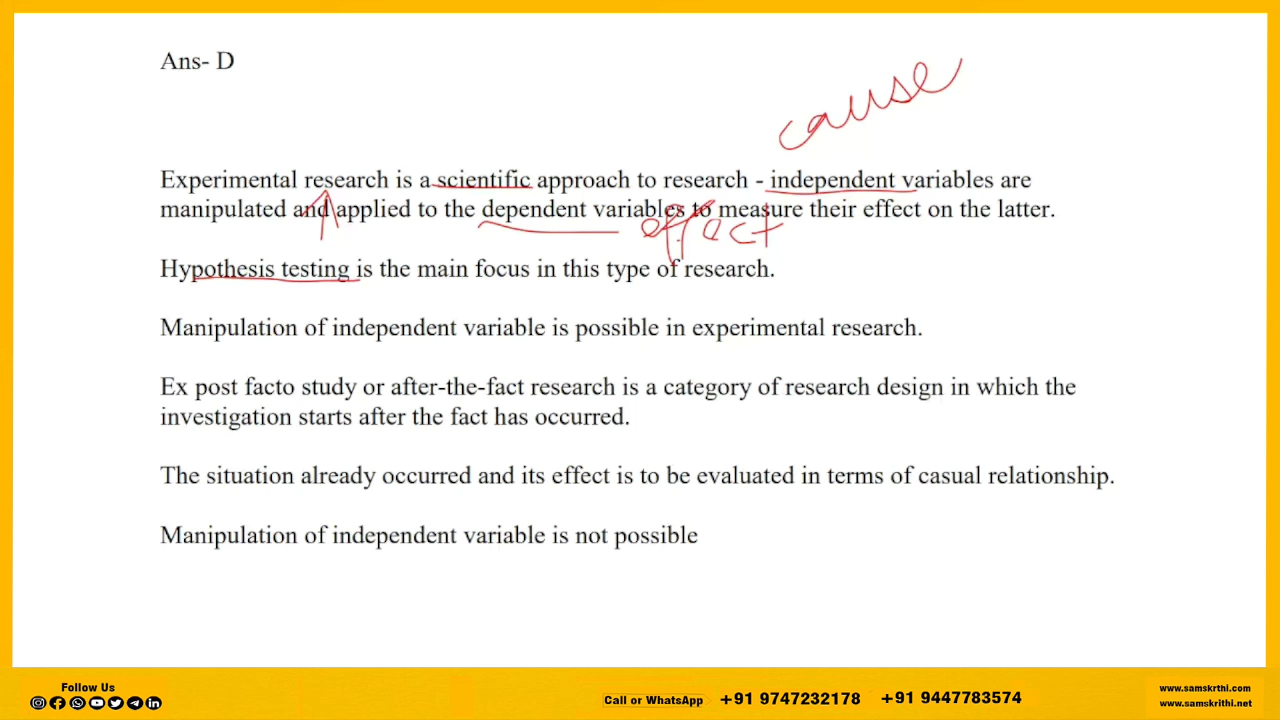 Ans- D
cause
Experimental research is a scientific approach to research - independent variables are
manipulated and applied to the dependent variables to measure their effect on the latter.
effect
Hypothesis testing is the main focus in this type of research.
Manipulation of independent variable is possible in experimental research.
Ex post facto study or after-the-fact research is a category of research design in which the
investigation starts after the fact has occurred.
The situation already occurred and its effect is to be evaluated in terms of casual relationship.
Manipulation of independent variable is not possible
Follow Us
Call or WhatsApp +91 9747232178 +91 9447783574
www.samskrthi.com
www.samskrithi.net